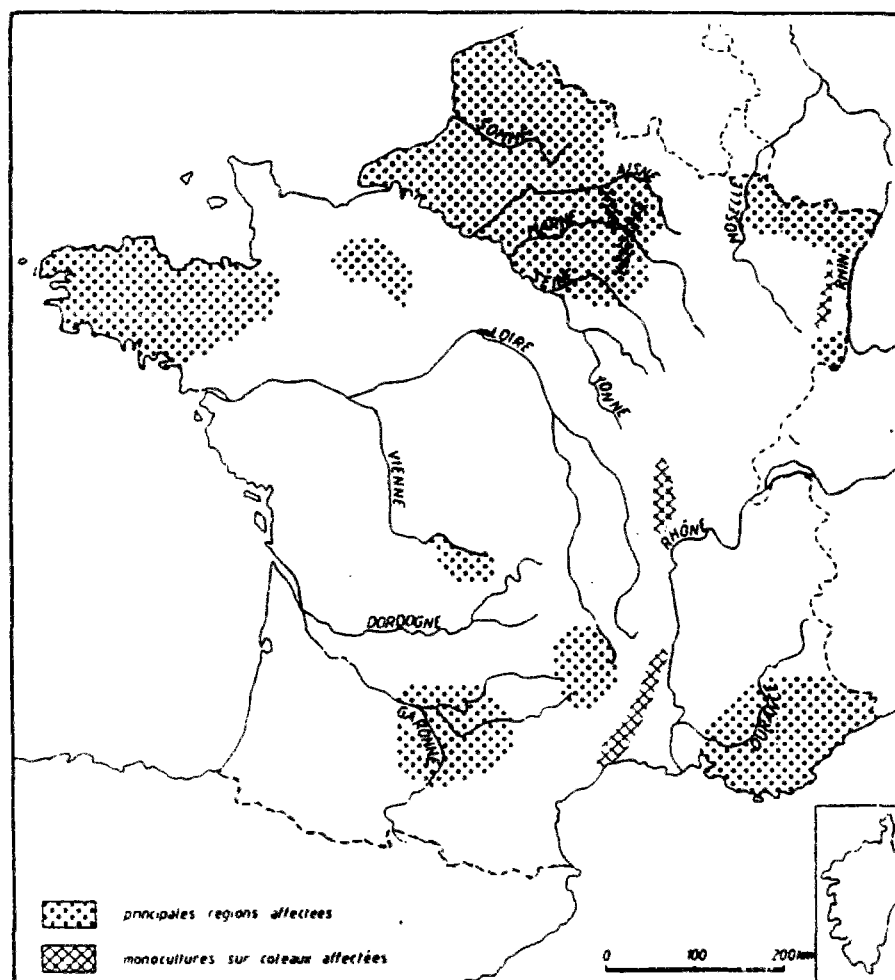 SOMME
AISNE
MARNE
MOSELLE
RHIN
SEINE
LOIRE
YONNE
VIENNE
RHÔNE
DORDOGNE
GARONNE
DURANCE
principales regions affectees
monocultures sur coteaux affectées
0 100 200 km